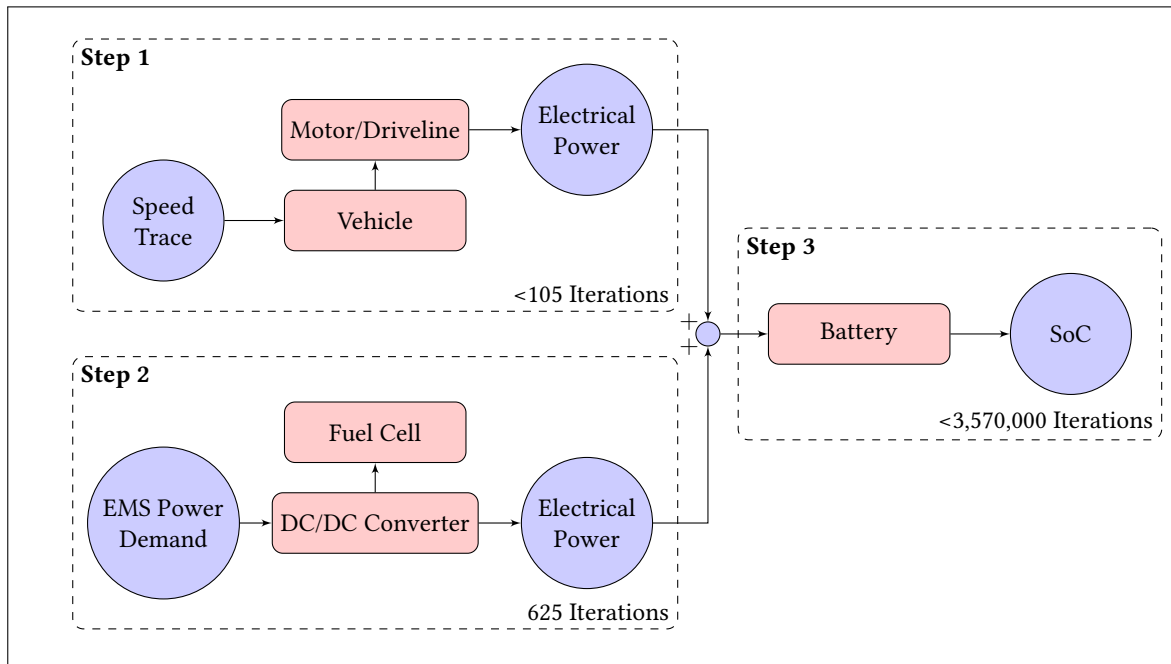 Step 1
Motor/Driveline
Electrical
Power
Speed
Trace
Vehicle
<105 Iterations
Step 2
Fuel Cell
EMS Power
Demand
DC/DC Converter
Electrical
Power
625 Iterations
+
+
Step 3
Battery
SoC
<3,570,000 Iterations